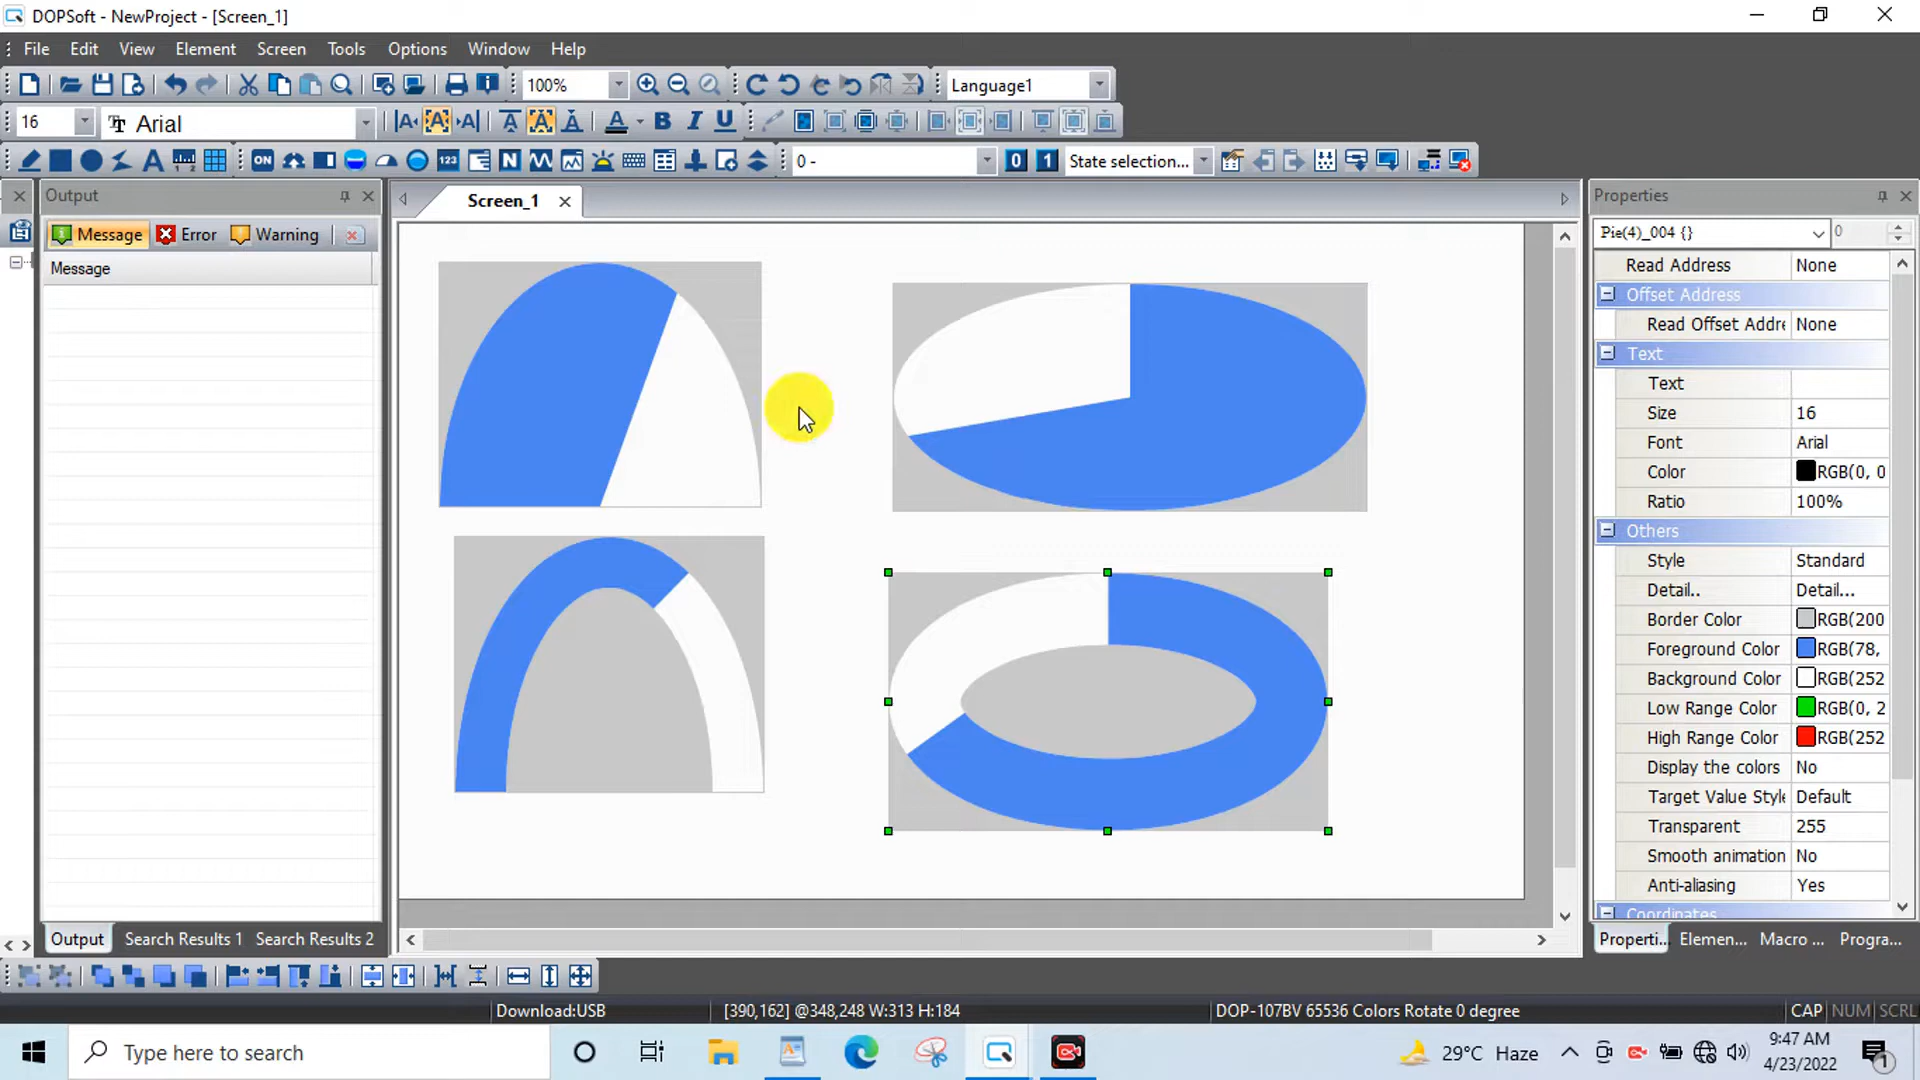 DOPSoft - NewProject - [Screen_1]
File Edit View Element Screen Tools Options Window Help
100% Language1
16 Arial
ON 123 N 0 - 0 1 State selection...
Output
Screen_1
Properties
Message Error Warning
Pie(4)_004 {} 0
Message
Read Address None
Offset Address
Read Offset Addre None
Text
Text
Size 16
Font Arial
Color RGB(0, 0
Ratio 100%
Others
Style Standard
Detail.. Detail...
Border Color RGB(200
Foreground Color RGB(78,
Background Color RGB(252
Low Range Color RGB(0, 2
High Range Color RGB(252
Display the colors No
Target Value Style Default
Transparent 255
Smooth animation No
Anti-aliasing Yes
Coordinates
Output Search Results 1 Search Results 2
Properti... Elemen... Macro ... Progra...
Download:USB [390,162] @348,248 W:313 H:184 DOP-107BV 65536 Colors Rotate 0 degree CAP NUM SCRL
Type here to search
29°C Haze
9:47 AM
4/23/2022
1